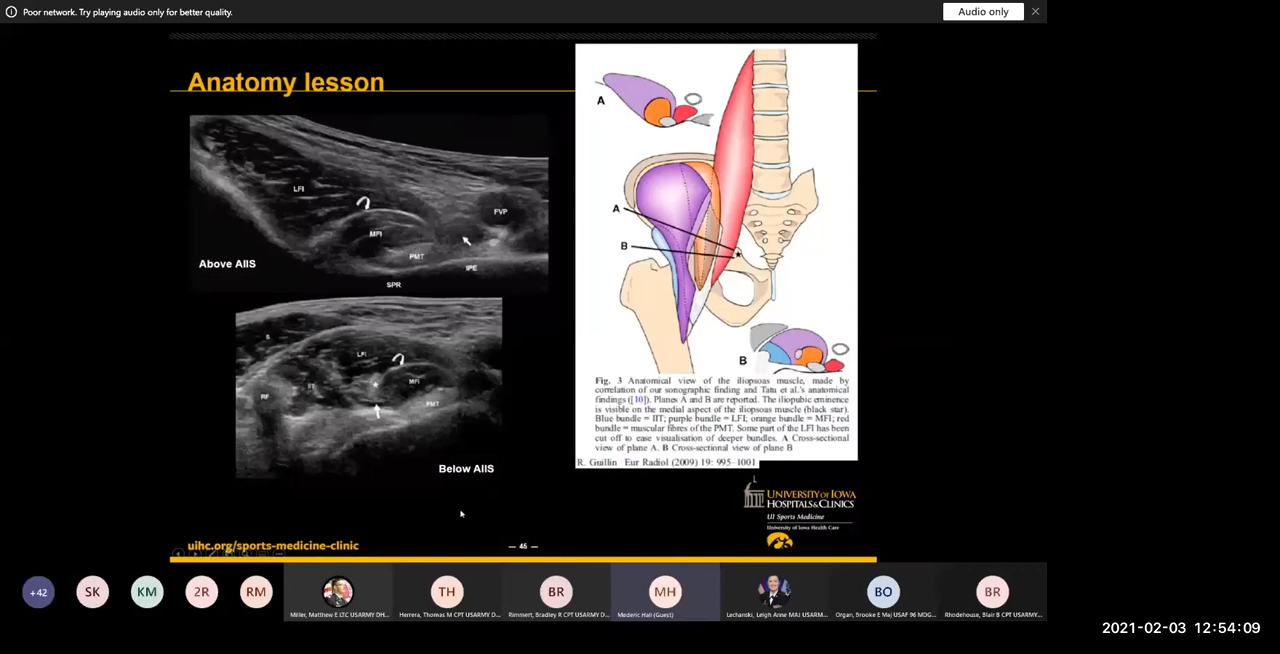 Poor network. Try playing audio only for better quality.
Audio only
Anatomy lesson
LFI
MFI
FVP
PMT
IPE
SPR
Above AIIS
S
LFI
IIT
MFI
RF
PMT
Below AIIS
A
A
B
B
Fig. 3 Anatomical view of the iliopsoas muscle, made by
correlation of our sonographic finding and Tatu et al.'s anatomical
findings ([10]). Planes A and B are reported. The iliopubic eminence
is visible on the medial aspect of the iliopsoas muscle (black star).
Blue bundle = IIT; purple bundle = LFI; orange bundle = MFI; red
bundle = muscular fibres of the PMT. Some part of the LFI has been
cut off to ease visualisation of deeper bundles. A Cross-sectional
view of plane A. B Cross-sectional view of plane B
R. Guillin Eur Radiol (2009) 19: 995–1001
UNIVERSITY OF IOWA
HOSPITALS & CLINICS
UI Sports Medicine
University of Iowa Health Care
uihc.org/sports-medicine-clinic
— 45 —
+42
SK
KM
2R
RM
TH
BR
MH
BO
BR
Miller, Matthew E LTC USARMY DH...
Herrera, Thomas M CPT USARMY D...
Rimmert, Bradley R CPT USARMY D...
Mederic Hall (Guest)
Lechanski, Leigh Anne MAJ USARM...
Organ, Brooke E Maj USAF 96 MDG...
Rhodehouse, Blair B CPT USARMY...
2021-02-03 12:54:09